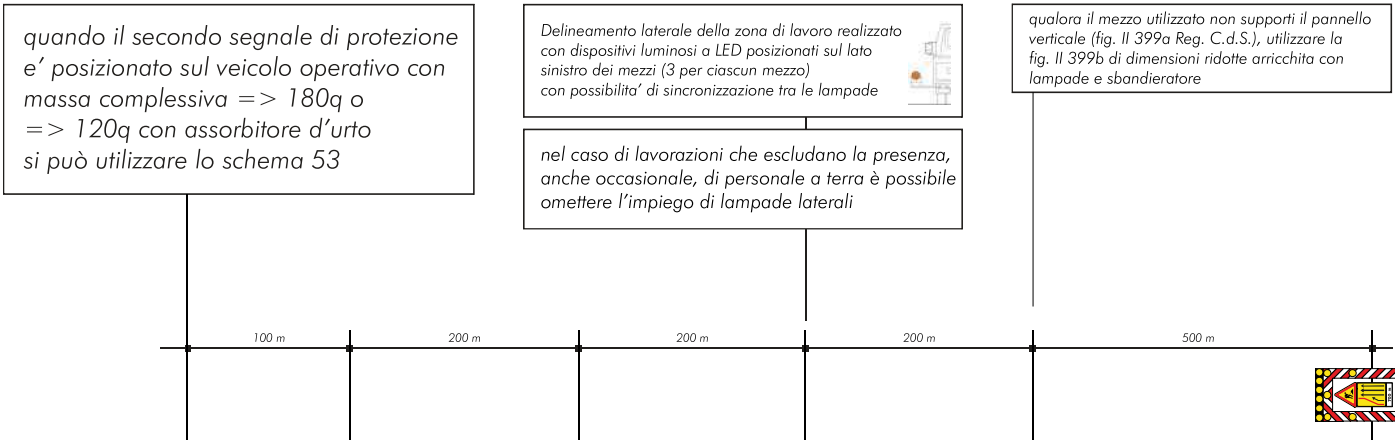 quando il secondo segnale di protezione
e' posizionato sul veicolo operativo con
massa complessiva => 180q o
=> 120q con assorbitore d'urto
si può utilizzare lo schema 53
Delineamento laterale della zona di lavoro realizzato
con dispositivi luminosi a LED posizionati sul lato
sinistro dei mezzi (3 per ciascun mezzo)
con possibilita' di sincronizzazione tra le lampade
nel caso di lavorazioni che escludano la presenza,
anche occasionale, di personale a terra è possibile
omettere l'impiego di lampade laterali
qualora il mezzo utilizzato non supporti il pannello
verticale (fig. II 399a Reg. C.d.S.), utilizzare la
fig. II 399b di dimensioni ridotte arricchita con
lampade e sbandieratore
100 m
200 m
200 m
200 m
500 m